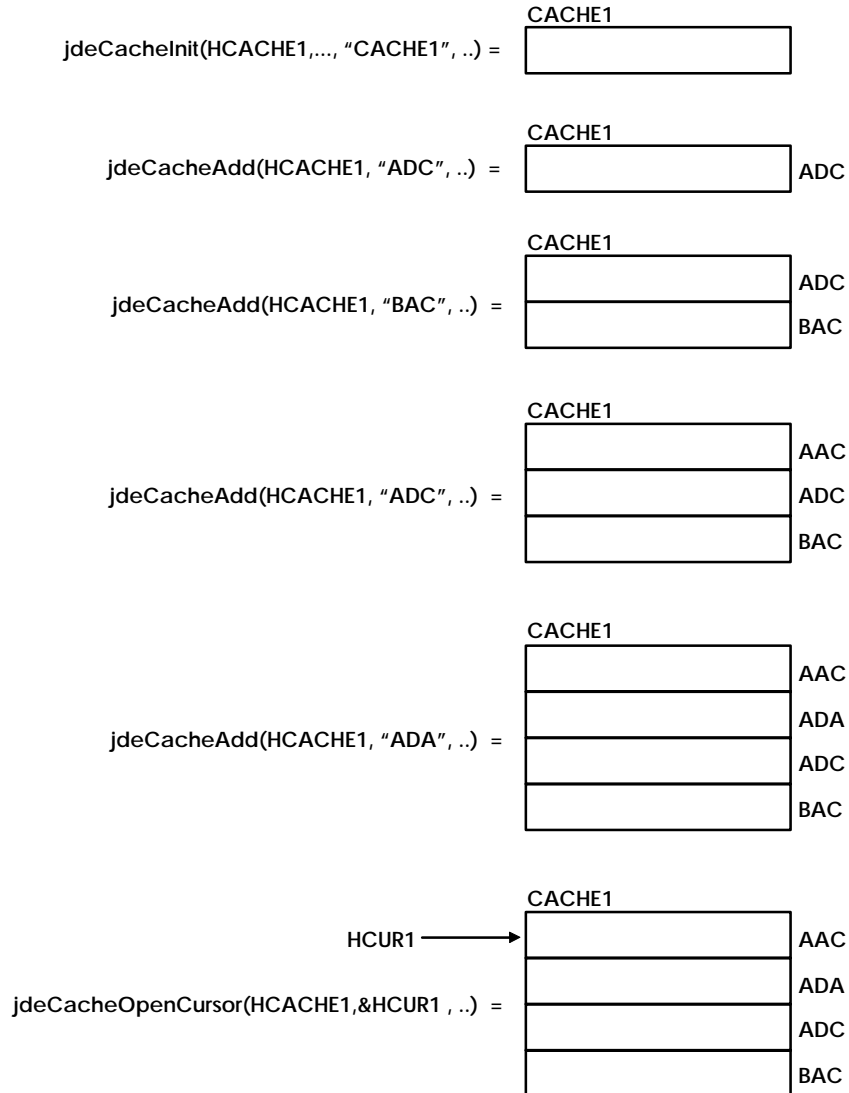 CACHE1
jdeCacheInit(HCACHE1,..., “CACHE1”, ..) =
CACHE1
jdeCacheAdd(HCACHE1, “ADC”, ..) =
ADC
CACHE1
ADC
jdeCacheAdd(HCACHE1, “BAC”, ..) =
BAC
CACHE1
AAC
jdeCacheAdd(HCACHE1, “ADC”, ..) =
ADC
BAC
CACHE1
AAC
ADA
jdeCacheAdd(HCACHE1, “ADA”, ..) =
ADC
BAC
CACHE1
HCUR1
AAC
ADA
jdeCacheOpenCursor(HCACHE1,&HCUR1 , ..) =
ADC
BAC